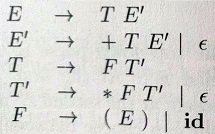 E → T E'
E' → + T E' | ϵ
T → F T'
T' → * F T' | ϵ
F → ( E ) | id